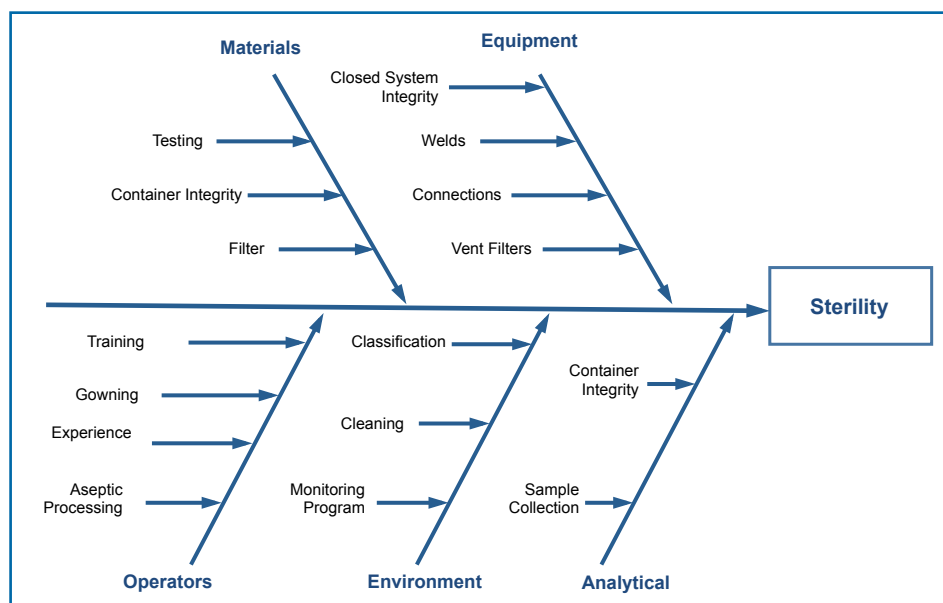 Materials
Equipment
Closed System
Integrity
Testing
Welds
Container Integrity
Connections
Filter
Vent Filters
Sterility
Training
Classification
Container
Integrity
Gowning
Experience
Cleaning
Aseptic
Processing
Monitoring
Program
Sample
Collection
Operators
Environment
Analytical